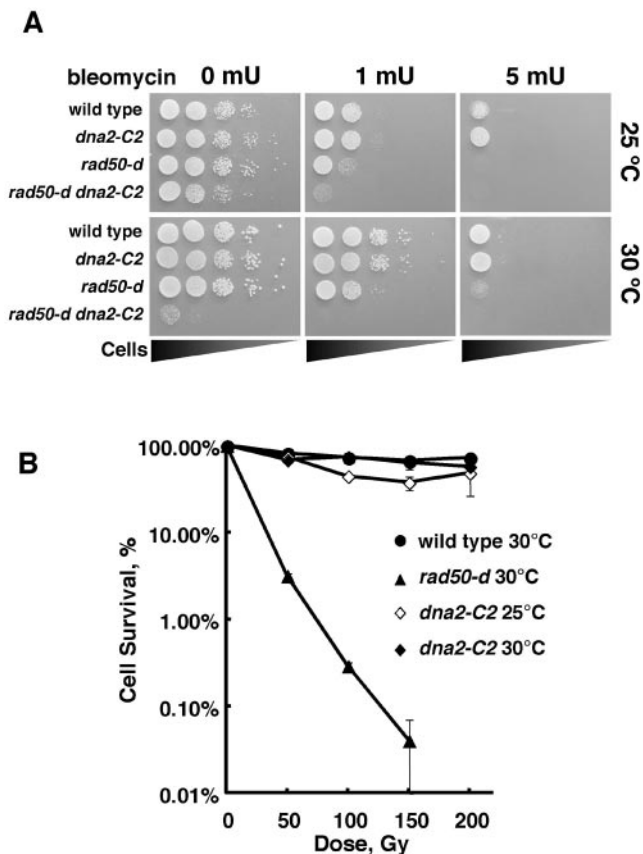 A
bleomycin 0 mU 1 mU 5 mU
wild type
dna2-C2
rad50-d
rad50-d dna2-C2
25 °C
wild type
dna2-C2
rad50-d
rad50-d dna2-C2
30 °C
Cells
B
Cell Survival, %
100.00%
10.00%
1.00%
0.10%
0.01%
wild type 30°C
rad50-d 30°C
dna2-C2 25°C
dna2-C2 30°C
0 50 100 150 200
Dose, Gy